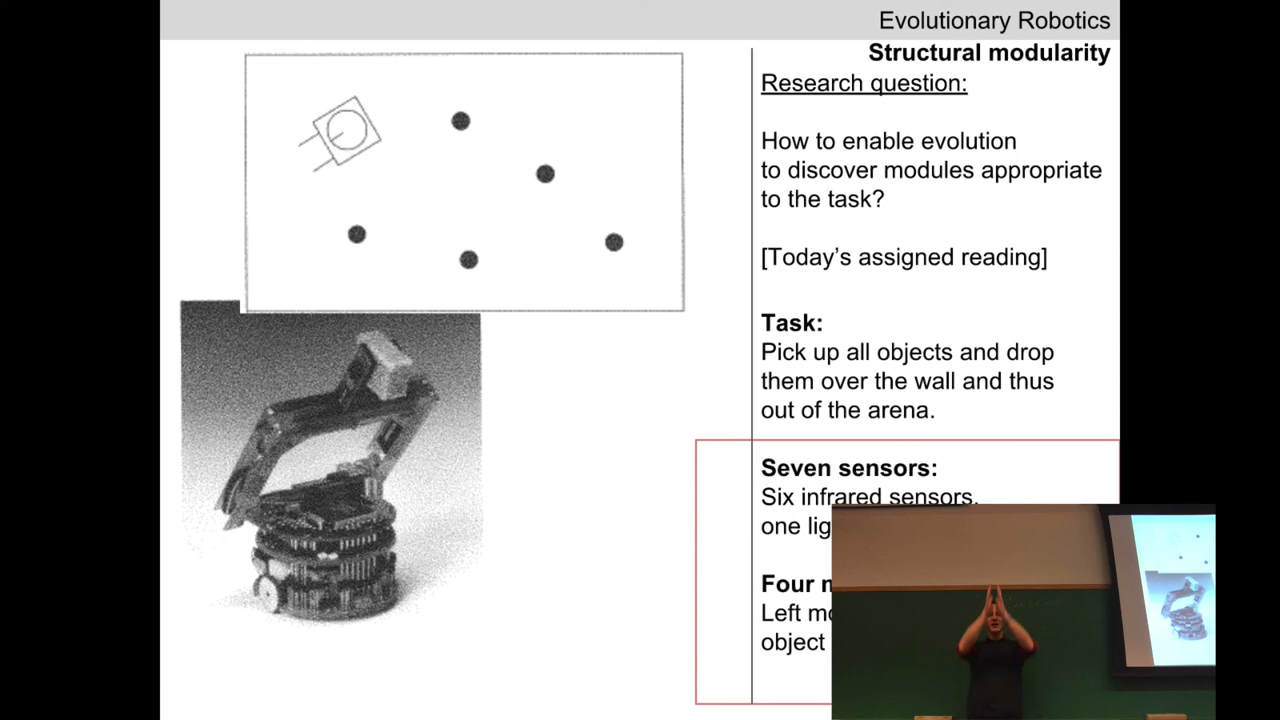 Evolutionary Robotics
Structural modularity
Research question:
How to enable evolution
to discover modules appropriate
to the task?
[Today's assigned reading]
Task:
Pick up all objects and drop
them over the wall and thus
out of the arena.
Seven sensors:
Six infrared sensors,
one
Four
Left
object